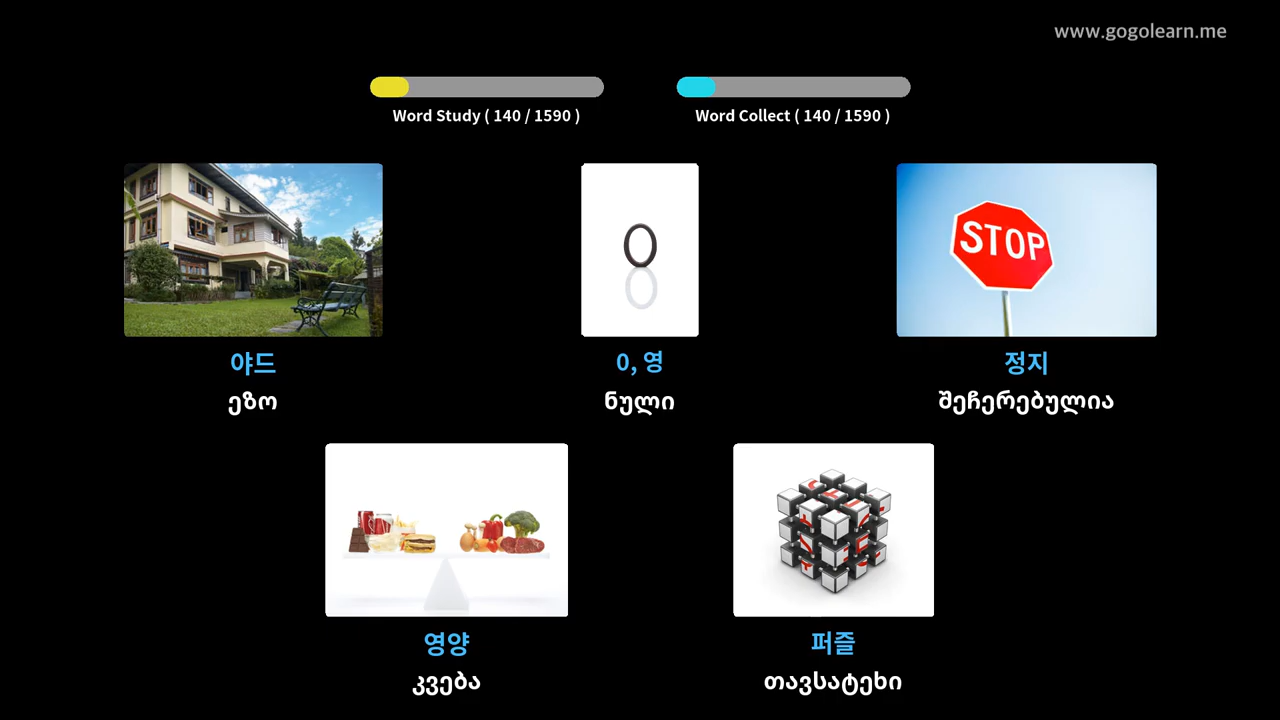 www.gogolearn.me
Word Study ( 140 / 1590 )
Word Collect ( 140 / 1590 )
STOP
야드
0, 영
정지
ეზო
ნული
შეჩერებულია
영양
퍼즐
კვება
თავსატეხი